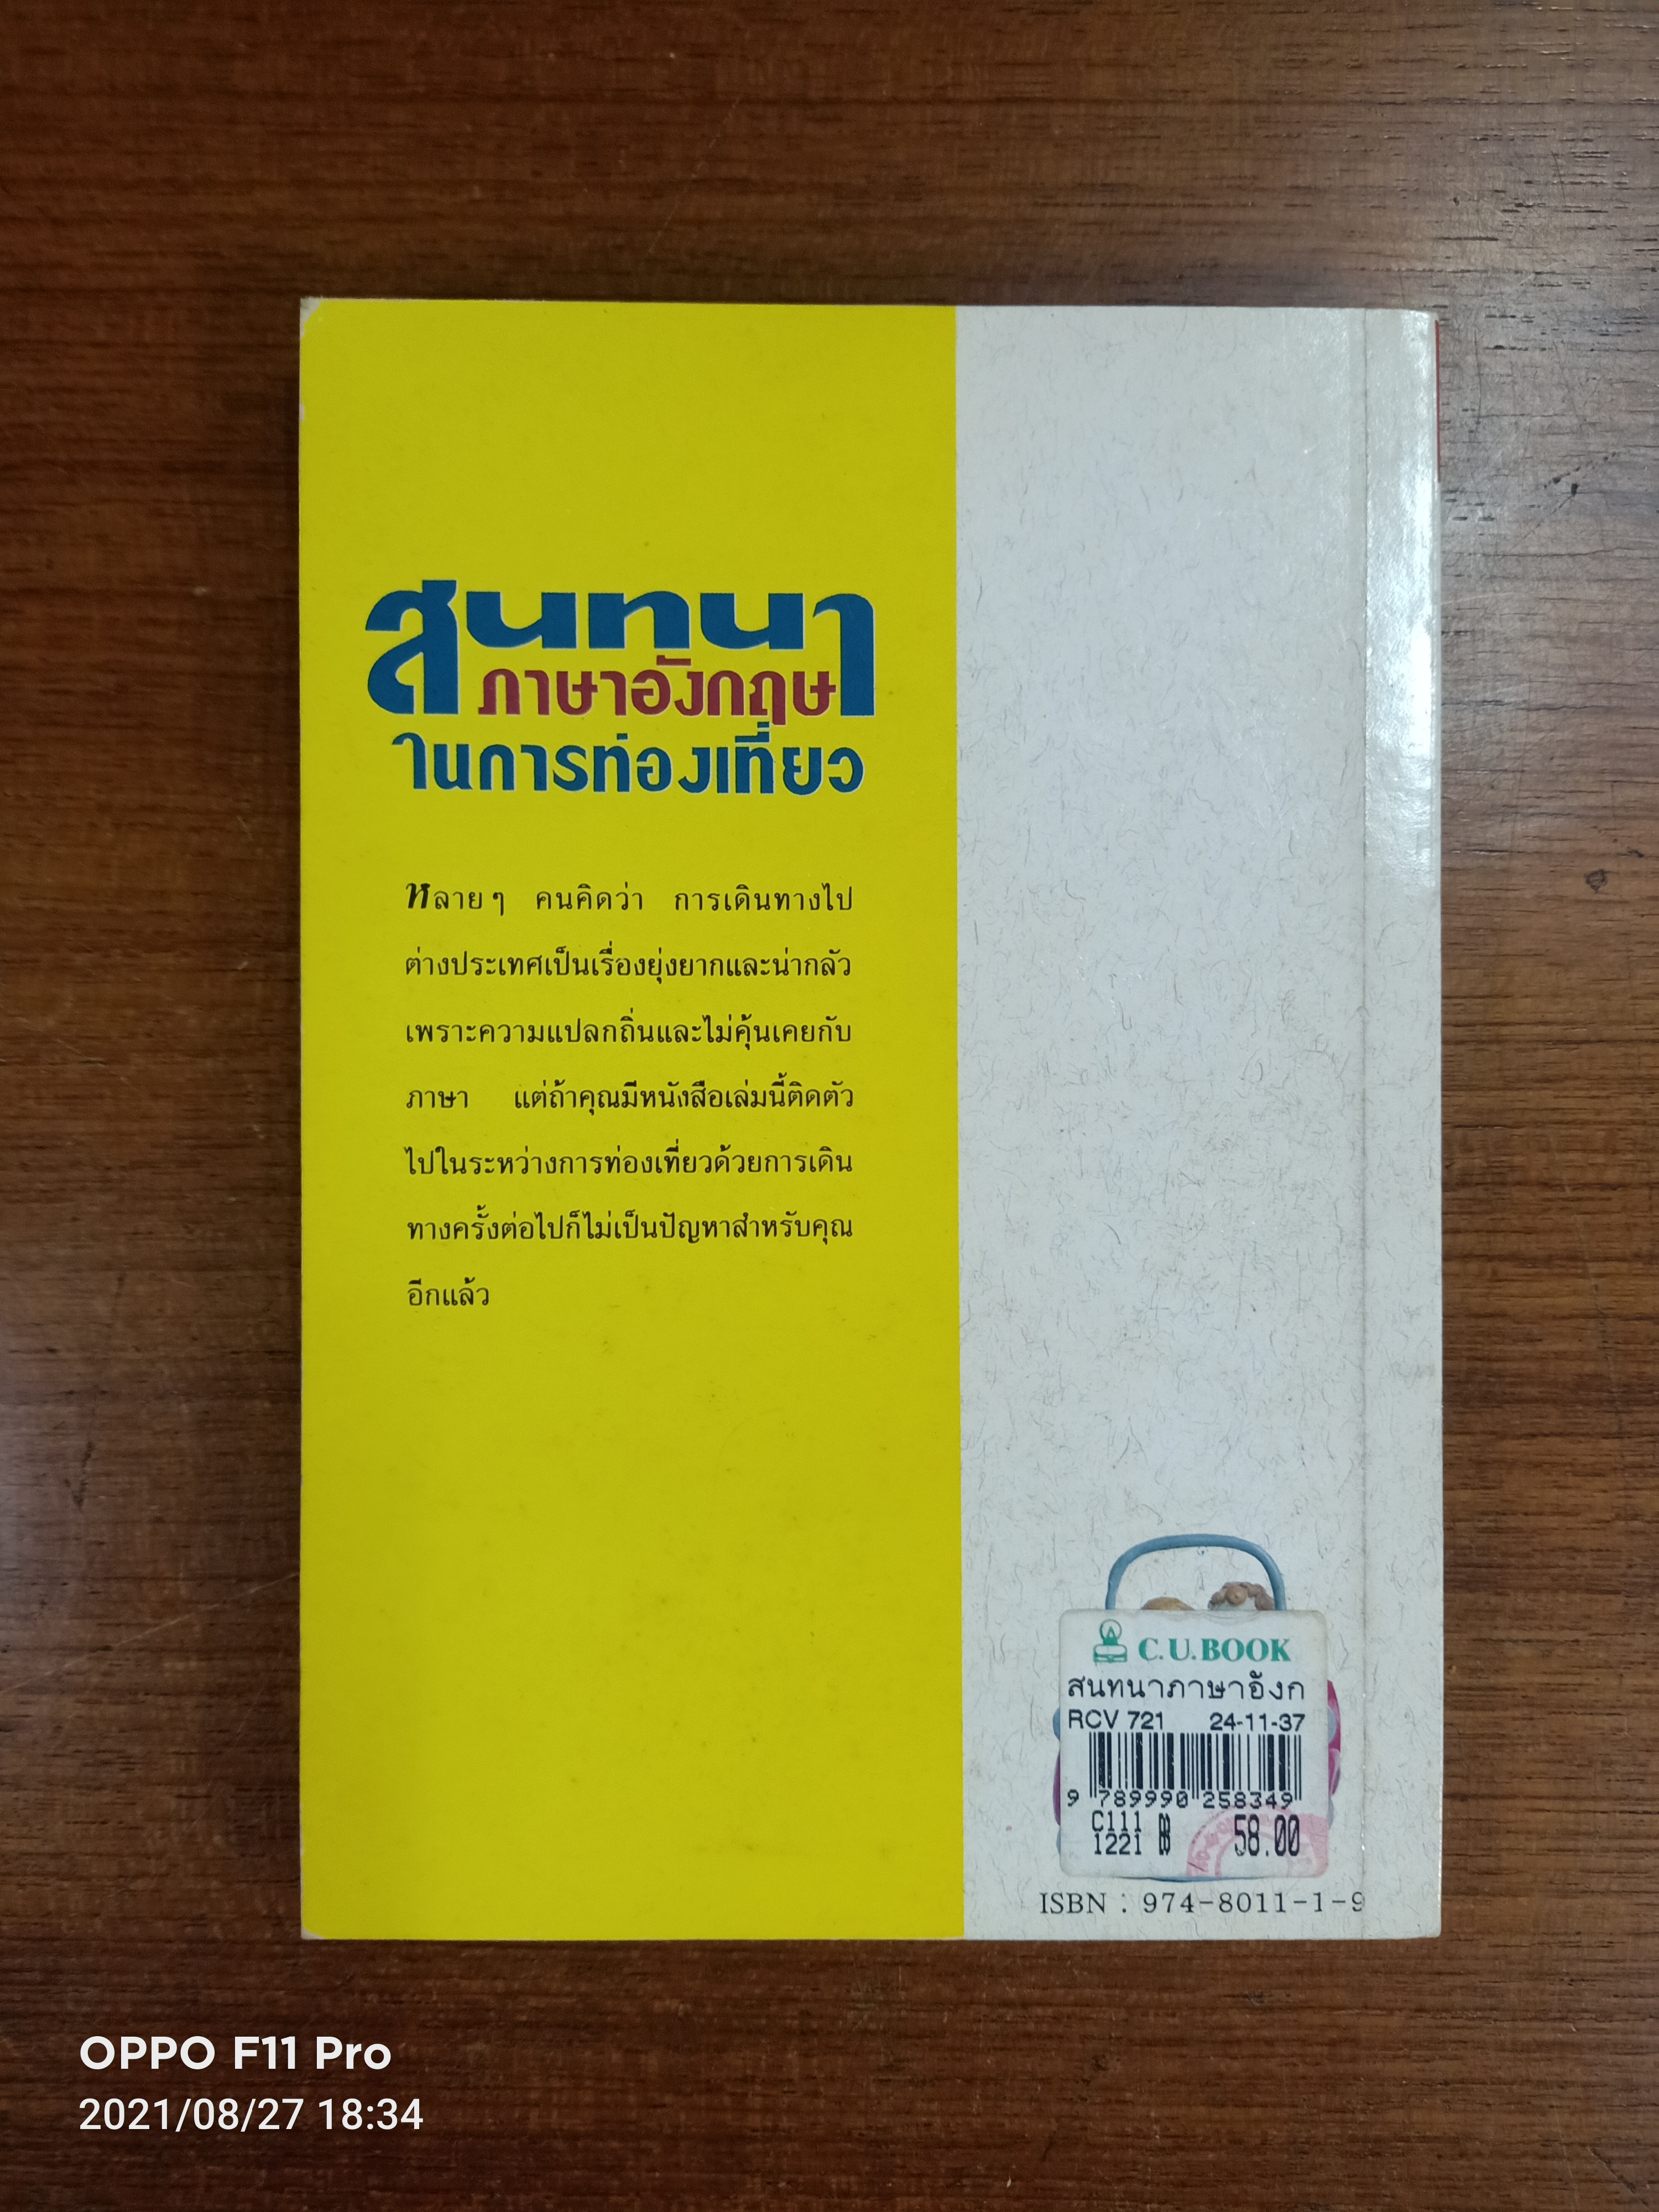 สนทนา
ภาษาอังกฤษ
ในการท่องเที่ยว
หลาย ๆ คนคิดว่า การเดินทางไป
ต่างประเทศเป็นเรื่องยุ่งยากและน่ากลัว
เพราะความแปลกถิ่นและไม่คุ้นเคยกับ
ภาษา แต่ถ้าคุณมีหนังสือเล่มนี้ติดตัว
ไปในระหว่างการท่องเที่ยวด้วยการเดิน
ทางครั้งต่อไปก็ไม่เป็นปัญหาสำหรับคุณ
อีกแล้ว
C.U.BOOK
สนทนาภาษาอังก
RCV 721 24-11-37
9 789990 258349
C111
1221 58.00
ISBN : 974-8011-1-9
OPPO F11 Pro
2021/08/27 18:34